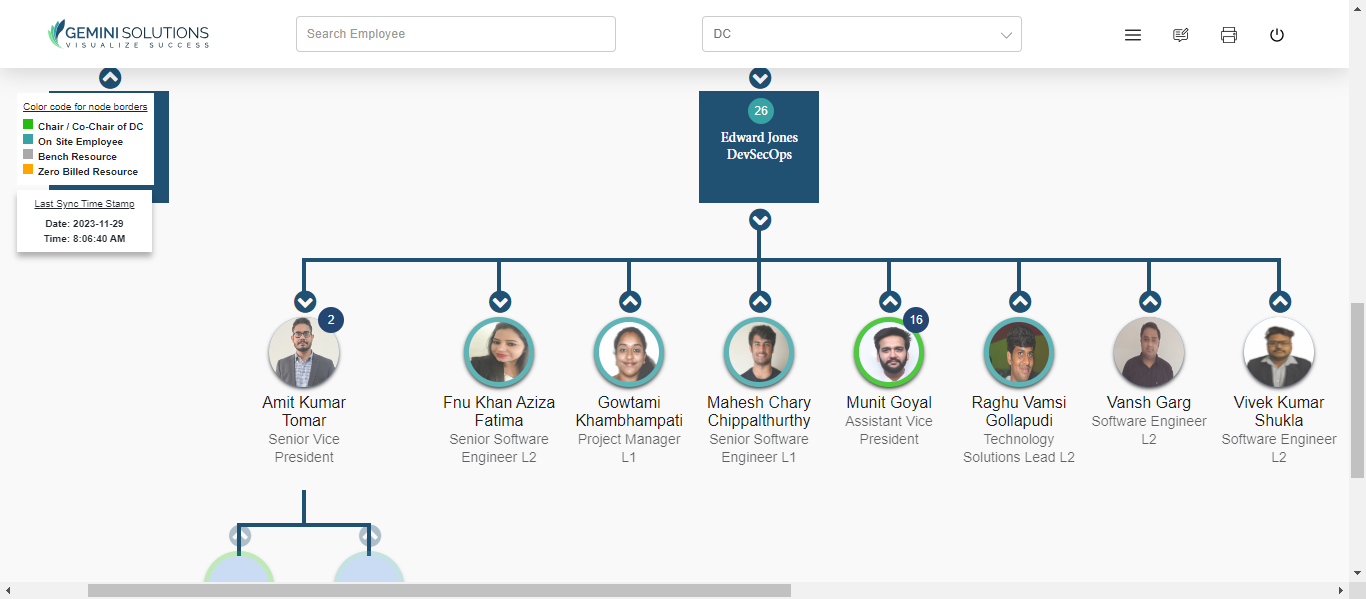 GEMINI SOLUTIONS
VISUALIZE SUCCESS
Search Employee
DC
Color code for node borders
Chair / Co-Chair of DC
On Site Employee
Bench Resource
Zero Billed Resource
Last Sync Time Stamp
Date: 2023-11-29
Time: 8:06:40 AM
26
Edward Jones
DevSecOps
2
Amit Kumar
Tomar
Senior Vice
President
Fnu Khan Aziza
Fatima
Senior Software
Engineer L2
Gowtami
Khambhampati
Project Manager
L1
Mahesh Chary
Chippalthurthy
Senior Software
Engineer L1
16
Munit Goyal
Assistant Vice
President
Raghu Vamsi
Gollapudi
Technology
Solutions Lead L2
Vansh Garg
Software Engineer
L2
Vivek Kumar
Shukla
Software Engineer
L2